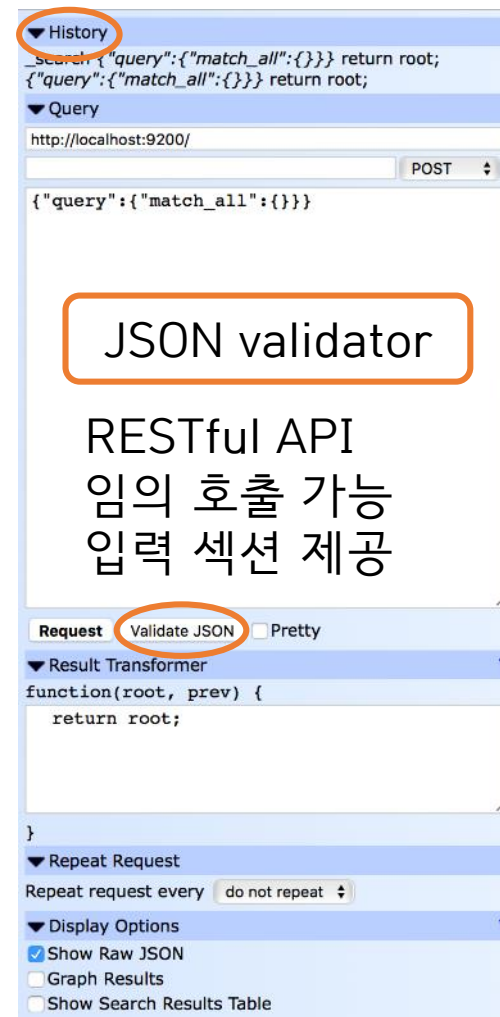 ▼History
_search {"query":{"match_all":{}}} return root;
{"query":{"match_all":{}}} return root;
▼Query
http://localhost:9200/
POST
{"query":{"match_all":{}}}
JSON validator
RESTful API
임의 호출 가능
입력 섹션 제공
Request Validate JSON Pretty
▼Result Transformer
function(root, prev) {
return root;
}
▼Repeat Request
Repeat request every do not repeat
▼Display Options
Show Raw JSON
Graph Results
Show Search Results Table